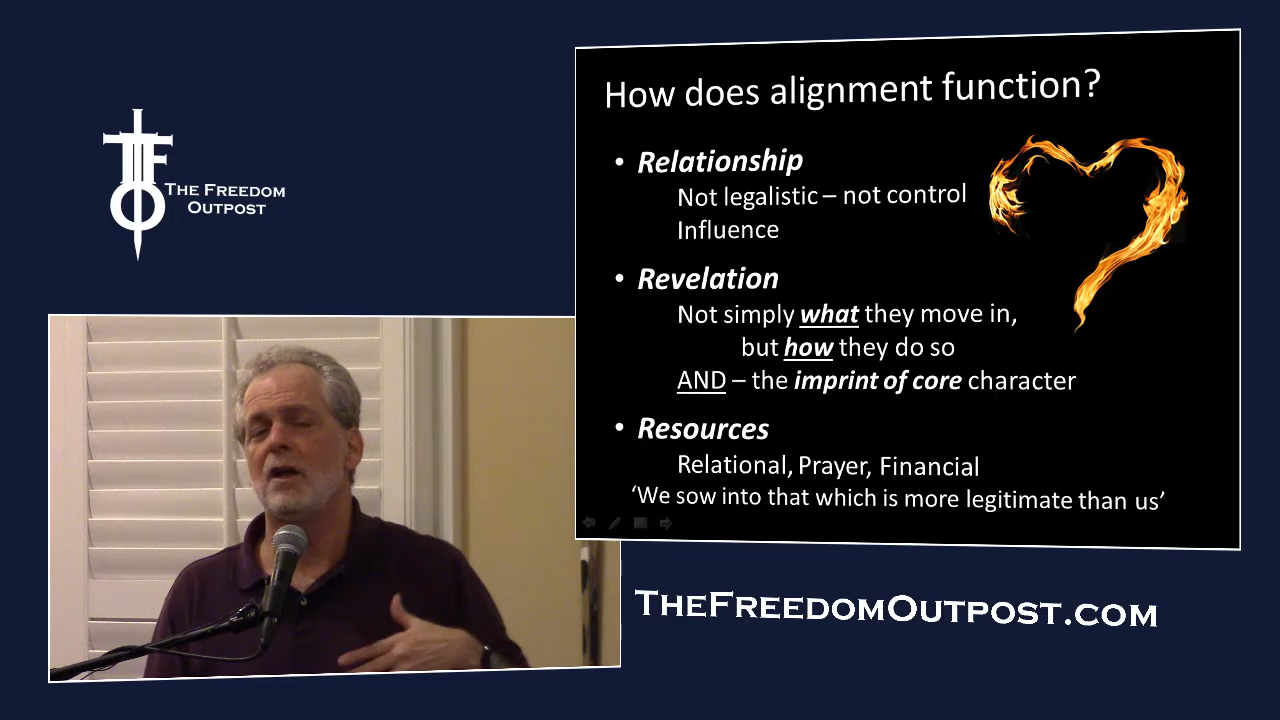 How does alignment function?
• Relationship
Not legalistic – not control
Influence
• Revelation
Not simply what they move in,
but how they do so
AND – the imprint of core character
• Resources
Relational, Prayer, Financial
‘We sow into that which is more legitimate than us’
TFO
The Freedom
Outpost
TheFreedomOutpost.com